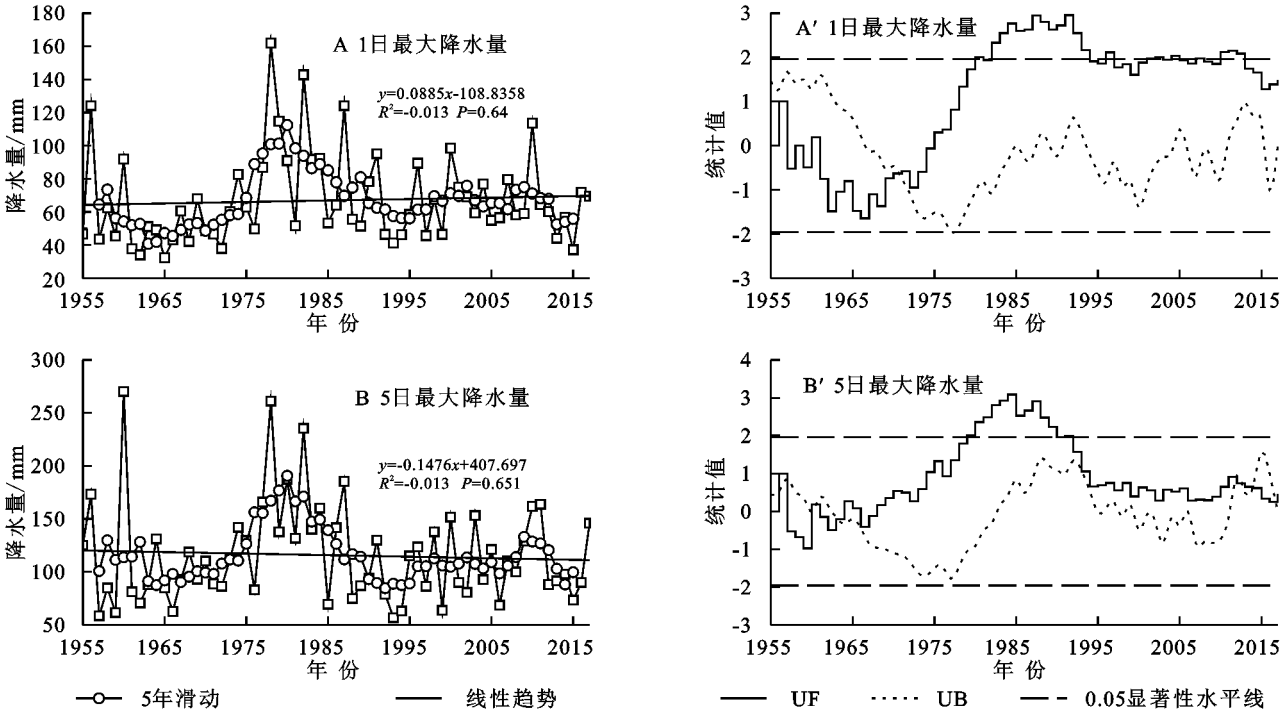 A 1日最大降水量
y=0.0885x-108.8358
R²=-0.013 P=0.64
降水量/mm
180
160
140
120
100
80
60
40
20
1955 1965 1975 1985 1995 2005 2015
年 份
A′ 1日最大降水量
统计值
3
2
1
0
-1
-2
-3
1955 1965 1975 1985 1995 2005 2015
年 份
B 5日最大降水量
y=-0.1476x+407.697
R²=-0.013 P=0.651
降水量/mm
300
250
200
150
100
50
1955 1965 1975 1985 1995 2005 2015
年 份
B′ 5日最大降水量
统计值
4
3
2
1
0
-1
-2
-3
1955 1965 1975 1985 1995 2005 2015
年 份
5年滑动 线性趋势 UF UB 0.05显著性水平线